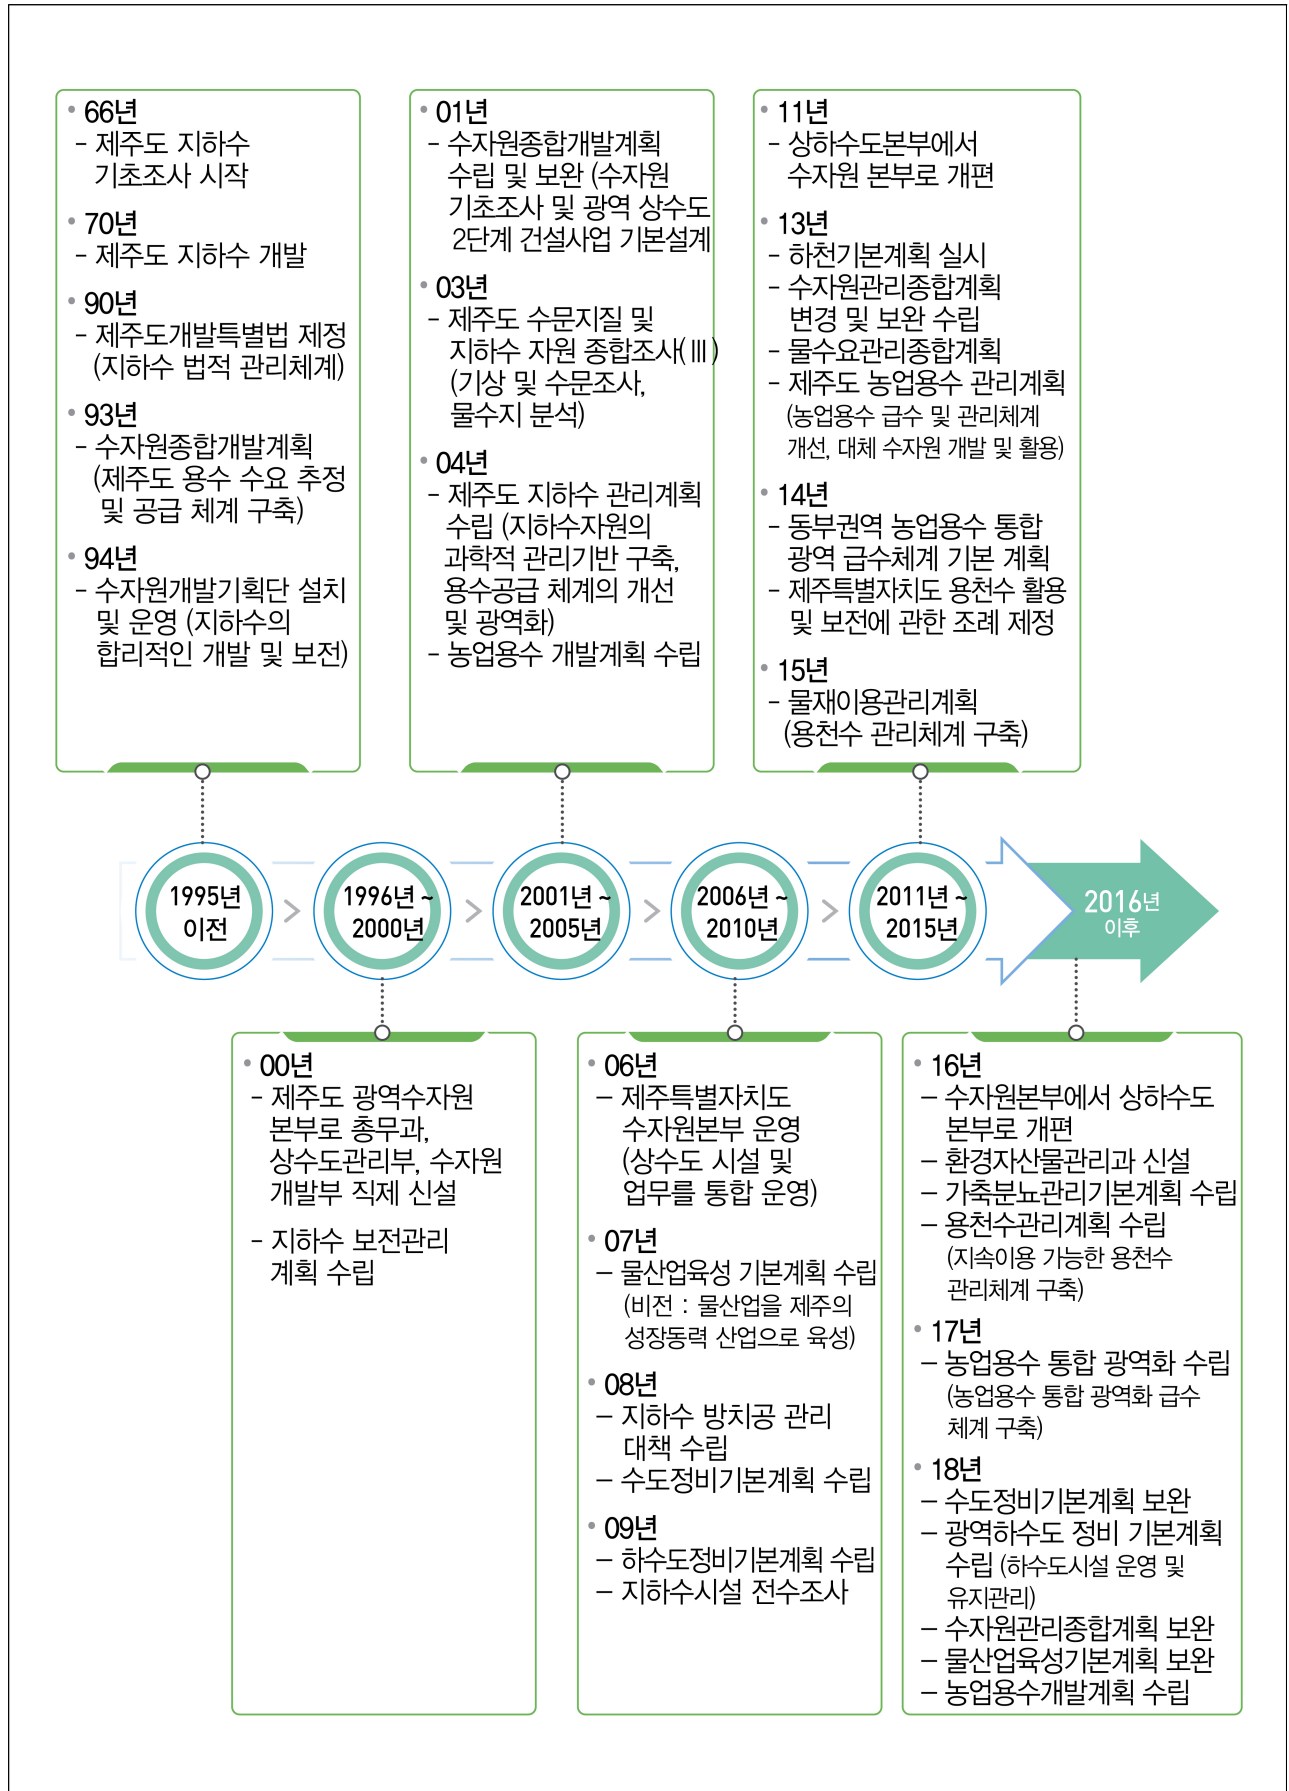 • 66년
- 제주도 지하수
기초조사 시작
• 70년
- 제주도 지하수 개발
• 90년
- 제주도개발특별법 제정
(지하수 법적 관리체계)
• 93년
- 수자원종합개발계획
(제주도 용수 수요 추정
및 공급 체계 구축)
• 94년
- 수자원개발기획단 설치
및 운영 (지하수의
합리적인 개발 및 보전)
• 01년
- 수자원종합개발계획
수립 및 보완 (수자원
기초조사 및 광역 상수도
2단계 건설사업 기본설계
• 03년
- 제주도 수문지질 및
지하수 자원 종합조사(Ⅲ)
(기상 및 수문조사,
물수지 분석)
• 04년
- 제주도 지하수 관리계획
수립 (지하수자원의
과학적 관리기반 구축,
용수공급 체계의 개선
및 광역화)
- 농업용수 개발계획 수립
• 11년
- 상하수도본부에서
수자원 본부로 개편
• 13년
- 하천기본계획 실시
- 수자원관리종합계획
변경 및 보완 수립
- 물수요관리종합계획
- 제주도 농업용수 관리계획
(농업용수 급수 및 관리체계
개선, 대체 수자원 개발 및 활용)
• 14년
- 동부권역 농업용수 통합
광역 급수체계 기본 계획
- 제주특별자치도 용천수 활용
및 보전에 관한 조례 제정
• 15년
- 물재이용관리계획
(용천수 관리체계 구축)
1995년
이전
>
1996년 ~
2000년
>
2001년 ~
2005년
>
2006년 ~
2010년
>
2011년 ~
2015년
2016년
이후
• 00년
- 제주도 광역수자원
본부로 총무과,
상수도관리부, 수자원
개발부 직제 신설
- 지하수 보전관리
계획 수립
• 06년
- 제주특별자치도
수자원본부 운영
(상수도 시설 및
업무를 통합 운영)
• 07년
- 물산업육성 기본계획 수립
(비전 : 물산업을 제주의
성장동력 산업으로 육성)
• 08년
- 지하수 방치공 관리
대책 수립
- 수도정비기본계획 수립
• 09년
- 하수도정비기본계획 수립
- 지하수시설 전수조사
• 16년
- 수자원본부에서 상하수도
본부로 개편
- 환경자산물관리과 신설
- 가축분뇨관리기본계획 수립
- 용천수관리계획 수립
(지속이용 가능한 용천수
관리체계 구축)
• 17년
- 농업용수 통합 광역화 수립
(농업용수 통합 광역화 급수
체계 구축)
• 18년
- 수도정비기본계획 보완
- 광역하수도 정비 기본계획
수립 (하수도시설 운영 및
유지관리)
- 수자원관리종합계획 보완
- 물산업육성기본계획 보완
- 농업용수개발계획 수립